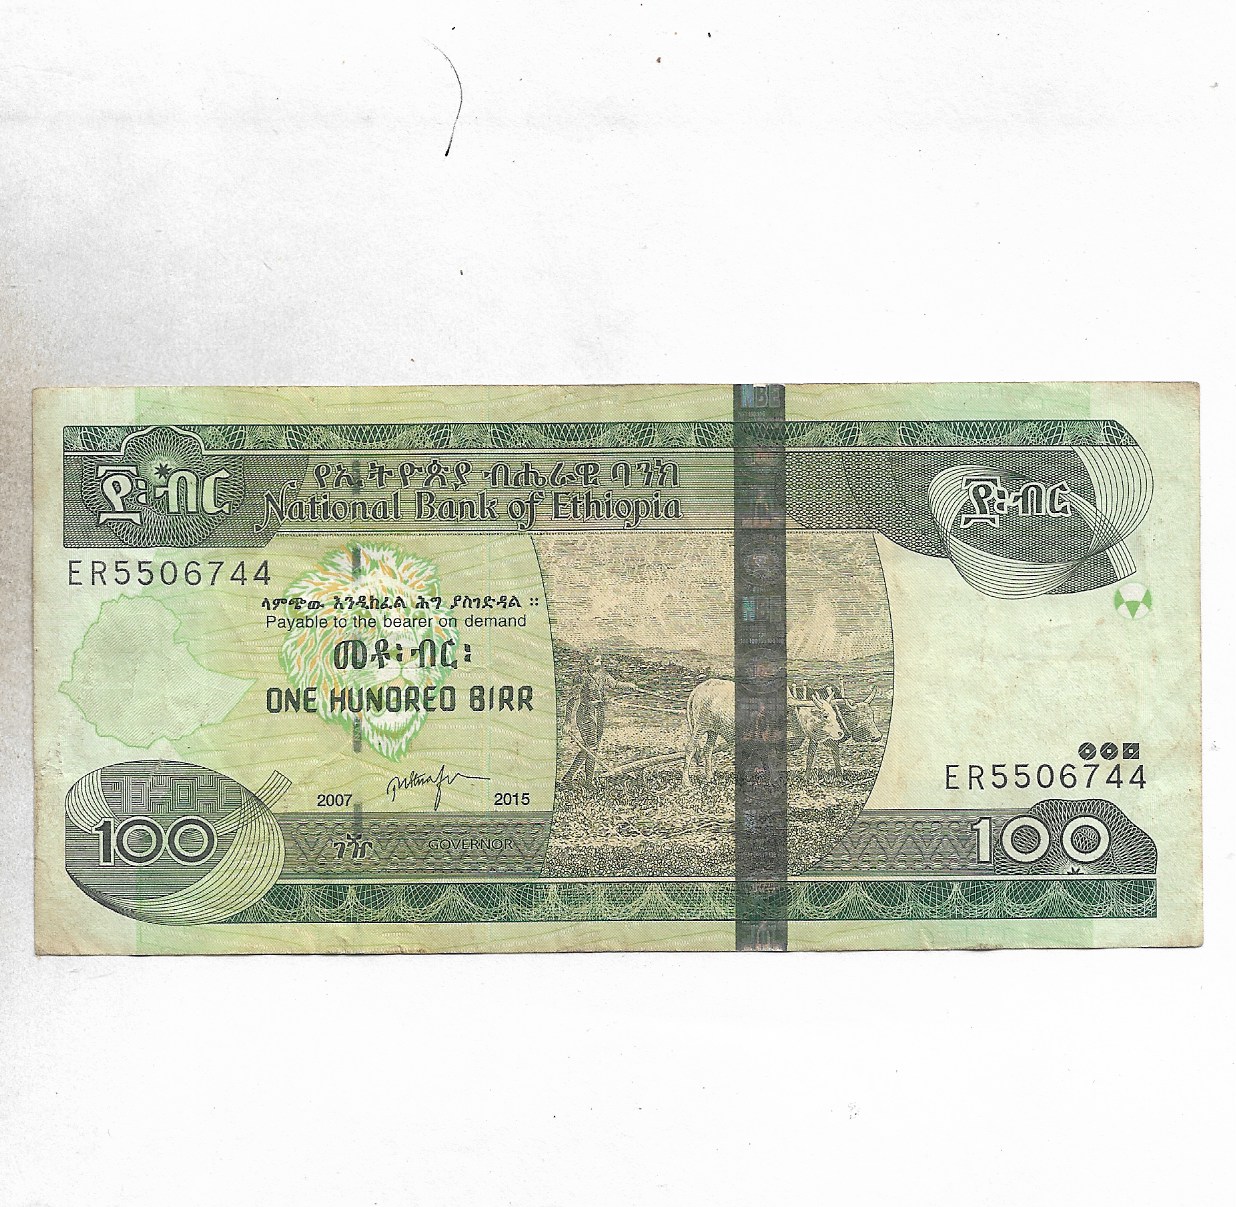 ፻፡ብር
የኢትዮጵያ ብሔራዊ ባንክ
National Bank of Ethiopia
፻፡ብር
ER5506744
ላምጭው እንዲከፈል ሕግ ያስገድዳል ።
Payable to the bearer on demand
መቶ፡ብር፡
ONE HUNDRED BIRR
ER5506744
2007 2015
100
ገዥ GOVERNOR
100